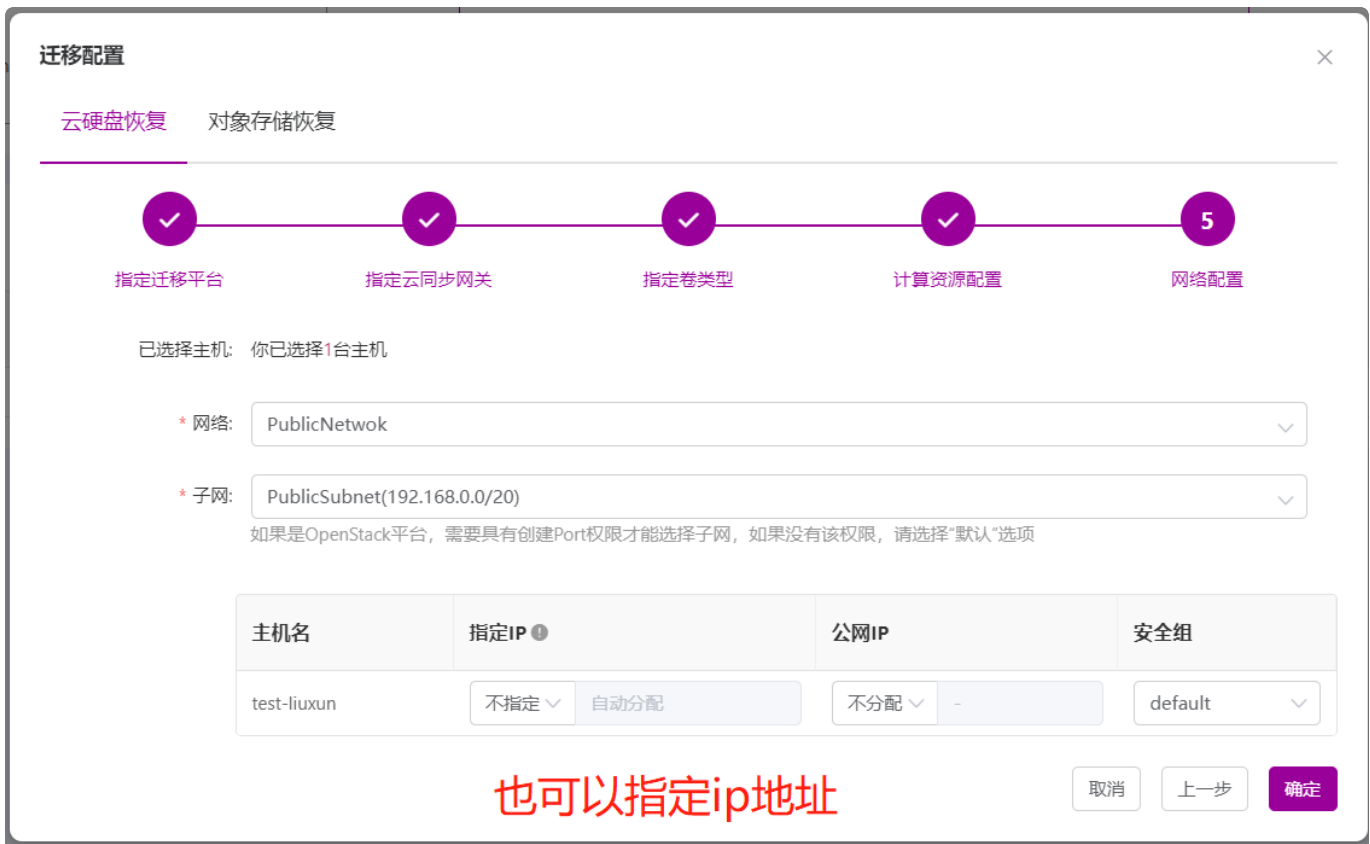 迁移配置
云硬盘恢复 对象存储恢复
5
指定迁移平台 指定云同步网关 指定卷类型 计算资源配置 网络配置
已选择主机: 你已选择1台主机
* 网络: PublicNetwok
* 子网: PublicSubnet(192.168.0.0/20)
如果是OpenStack平台，需要具有创建Port权限才能选择子网，如果没有该权限，请选择“默认”选项
主机名 指定IP 公网IP 安全组
test-liuxun 不指定 自动分配 不分配 - default
也可以指定ip地址
取消 上一步 确定